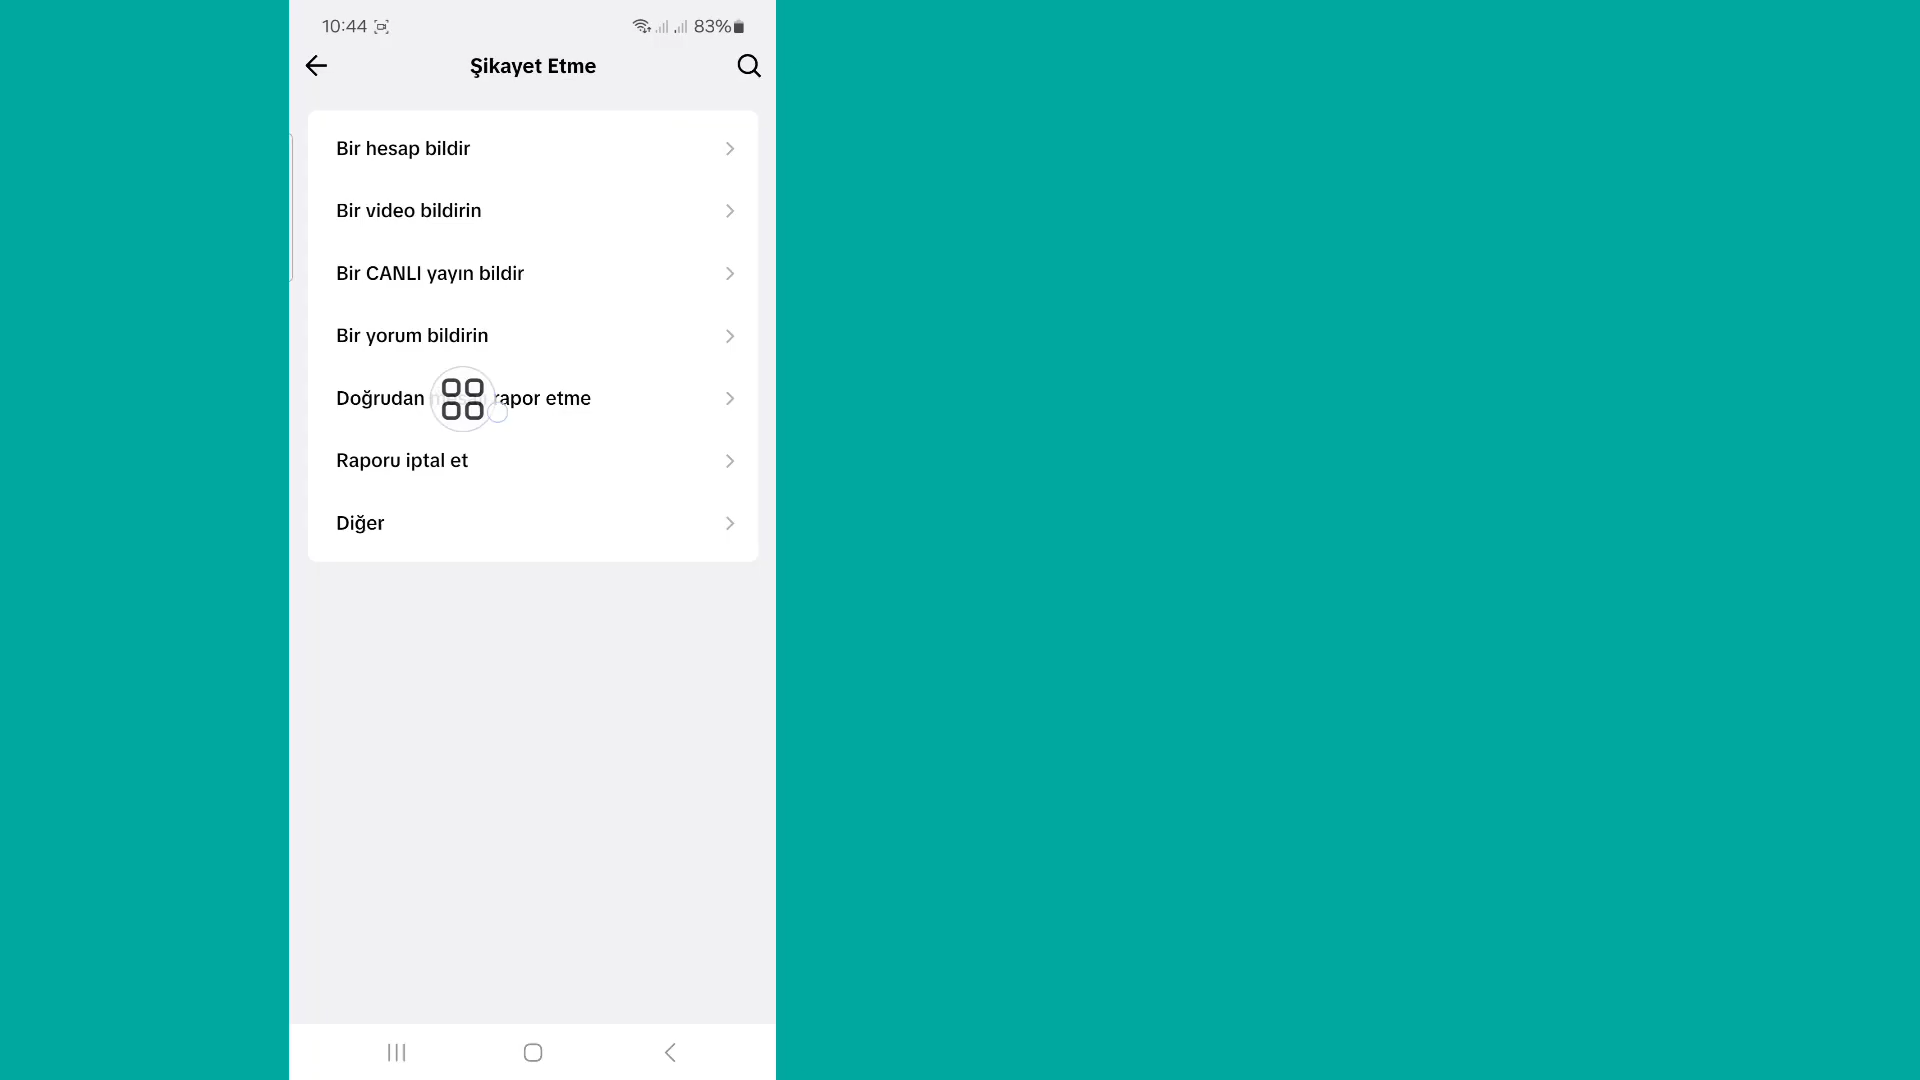 10:44
83%
Şikayet Etme
Bir hesap bildir
Bir video bildirin
Bir CANLI yayın bildir
Bir yorum bildirin
Doğrudan rapor etme
Raporu iptal et
Diğer